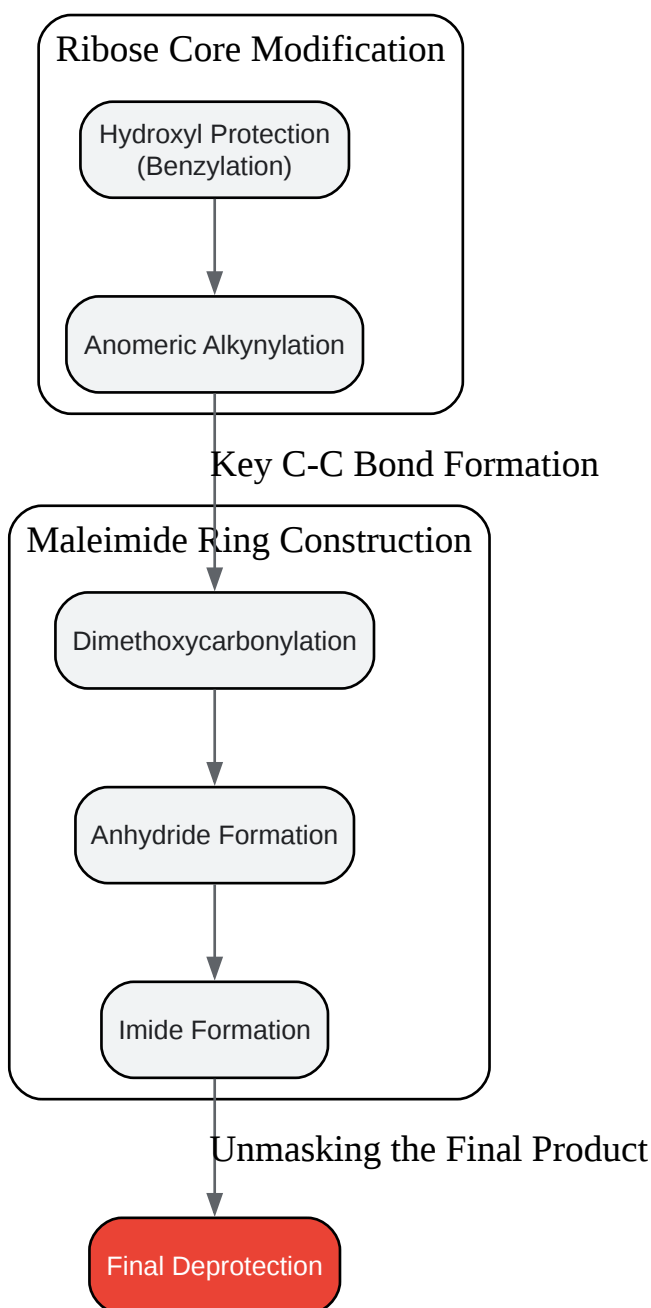 Ribose Core Modification
Hydroxyl Protection
(Benzylation)
Anomeric Alkynylation
Key C-C Bond Formation
Maleimide Ring Construction
Dimethoxycarbonylation
Anhydride Formation
Imide Formation
Unmasking the Final Product
Final Deprotection